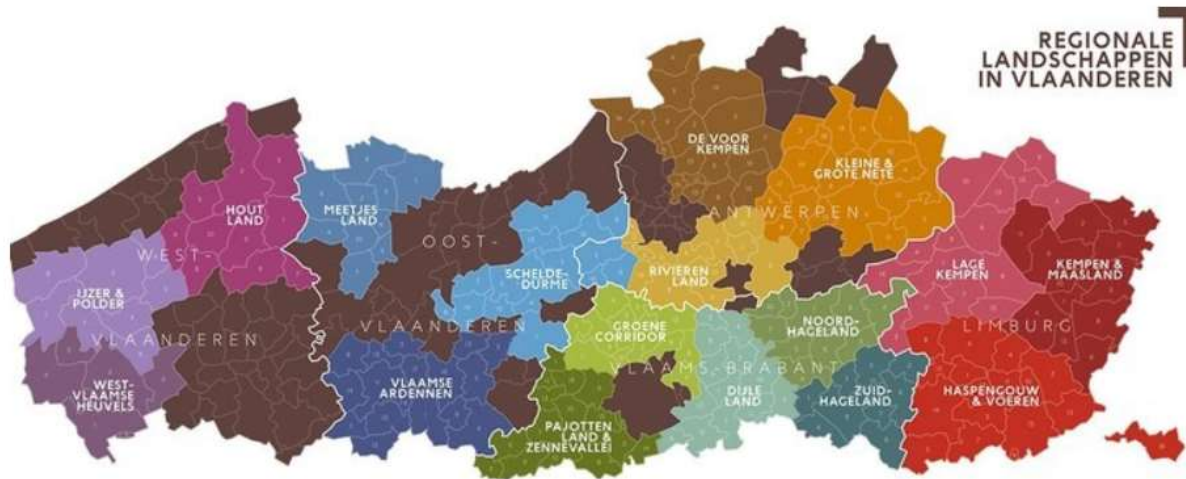 REGIONALE
LANDSCHAPPEN
IN VLAANDEREN
DE VOOR
KEMPEN
KLEINE &
GROTE NETE
HOUT
LAND
MEETJES
LAND
ANTWERPEN
OOST-
WEST-
SCHELDE-
DURME
RIVIEREN
LAND
LAGE
KEMPEN
KEMPEN &
MAASLAND
IJZER &
POLDER
VLAANDEREN
VLAANDEREN
GROENE
CORRIDOR
NOORD-
HAGELAND
LIMBURG
WEST-
VLAAMSE
HEUVELS
VLAAMSE
ARDENNEN
VLAAMS-BRABANT
DIJLE
LAND
ZUID-
HAGELAND
HASPENGOUW
& VOEREN
PAJOTTEN
LAND &
ZENNEVALLEI